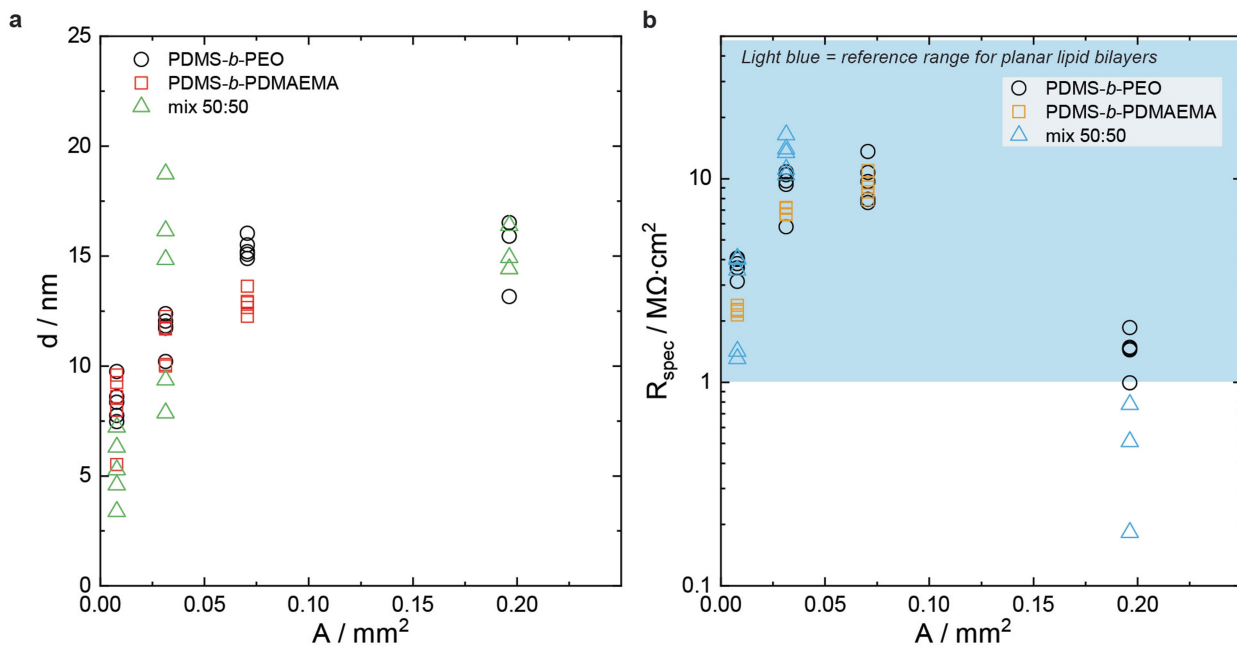 a
25
20
15
10
5
0
d / nm
PDMS-b-PEO
PDMS-b-PDMAEMA
mix 50:50
0.00
0.05
0.10
0.15
0.20
A / mm²
b
Light blue = reference range for planar lipid bilayers
PDMS-b-PEO
PDMS-b-PDMAEMA
mix 50:50
10
1
0.1
R_spec / MΩ·cm²
0.00
0.05
0.10
0.15
0.20
A / mm²